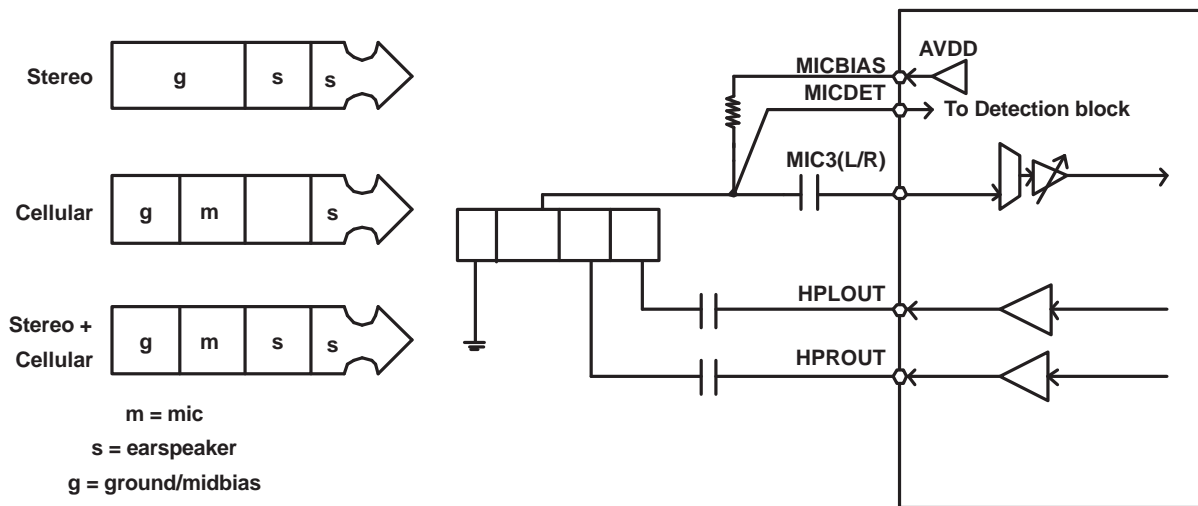 Stereo
g
s
s
Cellular
g
m
s
Stereo +
Cellular
g
m
s
s
m = mic
s = earspeaker
g = ground/midbias
AVDD
MICBIAS
MICDET
To Detection block
MIC3(L/R)
HPLOUT
HPROUT